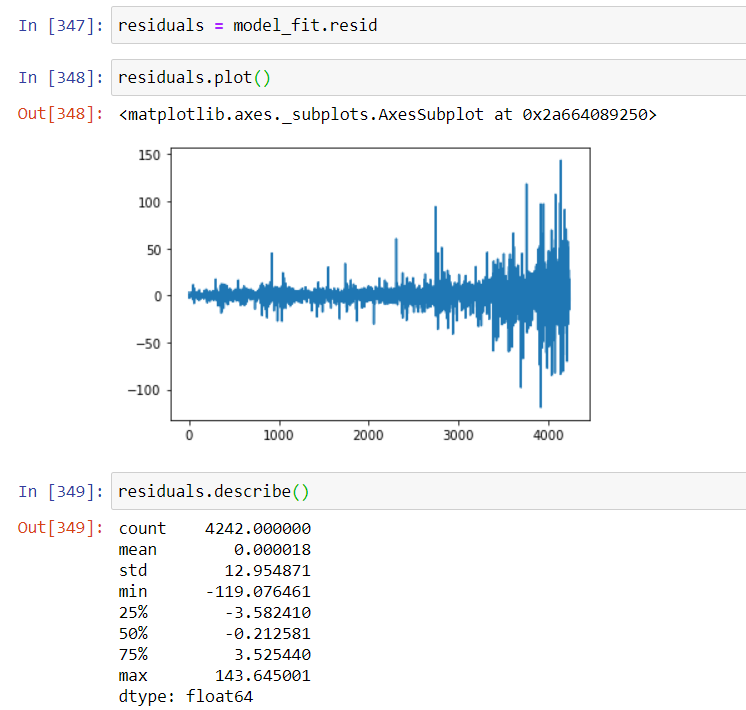 In [347]: residuals = model_fit.resid
In [348]: residuals.plot()
Out[348]: <matplotlib.axes._subplots.AxesSubplot at 0x2a664089250>
150
100
50
0
−50
−100
0 1000 2000 3000 4000
In [349]: residuals.describe()
Out[349]: count 4242.000000
mean 0.000018
std 12.954871
min -119.076461
25% -3.582410
50% -0.212581
75% 3.525440
max 143.645001
dtype: float64